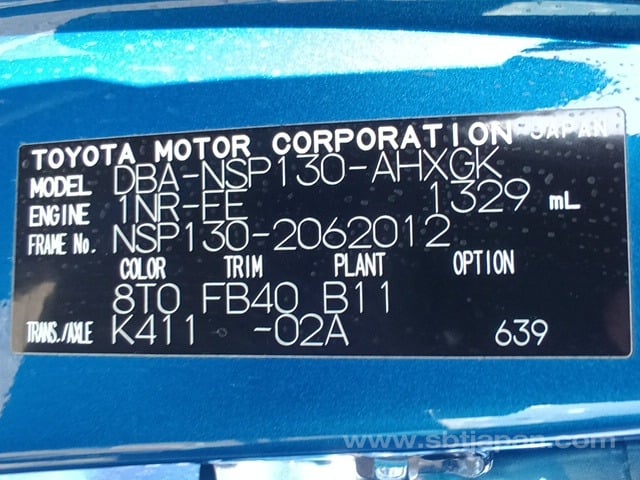 TOYOTA MOTOR CORPORATION JAPAN
MODEL DBA-NSP130-AHXGK
ENGINE 1NR-FE 1329 mL
FRAME No. NSP130-2062012
COLOR TRIM PLANT OPTION
8T0 FB40 B11
TRANS./AXLE K411 -02A 639
www.sbtjapan.com